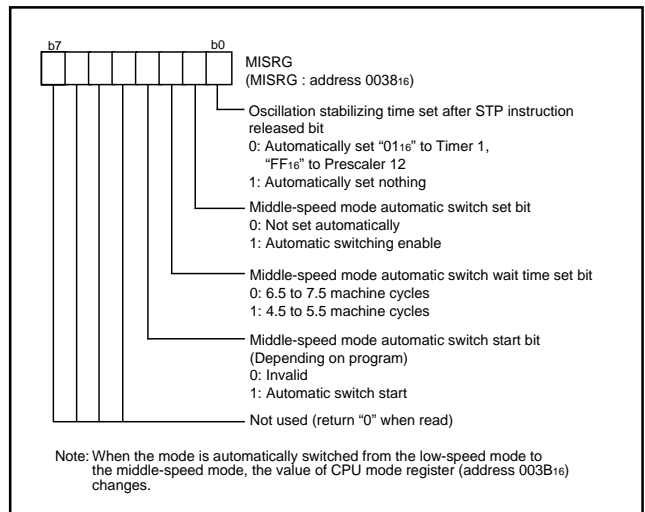 b7 b0
MISRG
(MISRG : address 003816)
Oscillation stabilizing time set after STP instruction
released bit
0: Automatically set “0116” to Timer 1,
“FF16” to Prescaler 12
1: Automatically set nothing
Middle-speed mode automatic switch set bit
0: Not set automatically
1: Automatic switching enable
Middle-speed mode automatic switch wait time set bit
0: 6.5 to 7.5 machine cycles
1: 4.5 to 5.5 machine cycles
Middle-speed mode automatic switch start bit
(Depending on program)
0: Invalid
1: Automatic switch start
Not used (return “0” when read)
Note: When the mode is automatically switched from the low-speed mode to
the middle-speed mode, the value of CPU mode register (address 003B16)
changes.